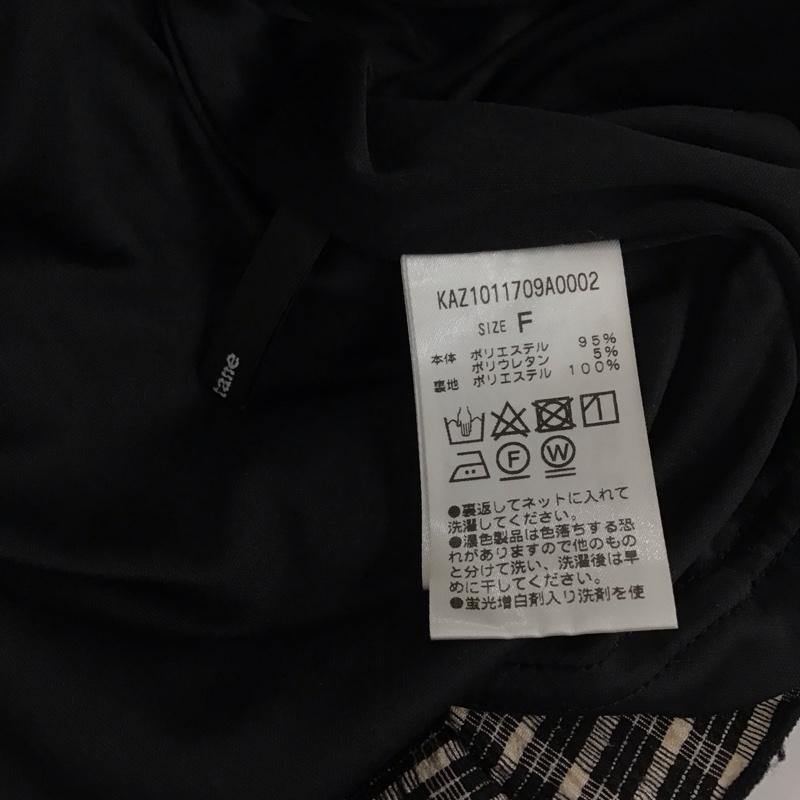 KAZ1011709A0002
SIZE F
本体 ポリエステル 95%
ポリウレタン 5%
裏地 ポリエステル 100%
F W
●裏返してネットに入れて
洗濯してください。
●濃色製品は色落ちする恐
れがありますので他のもの
と分けて洗い、洗濯後は早
めに干してください。
●蛍光増白剤入り洗剤を使
tane